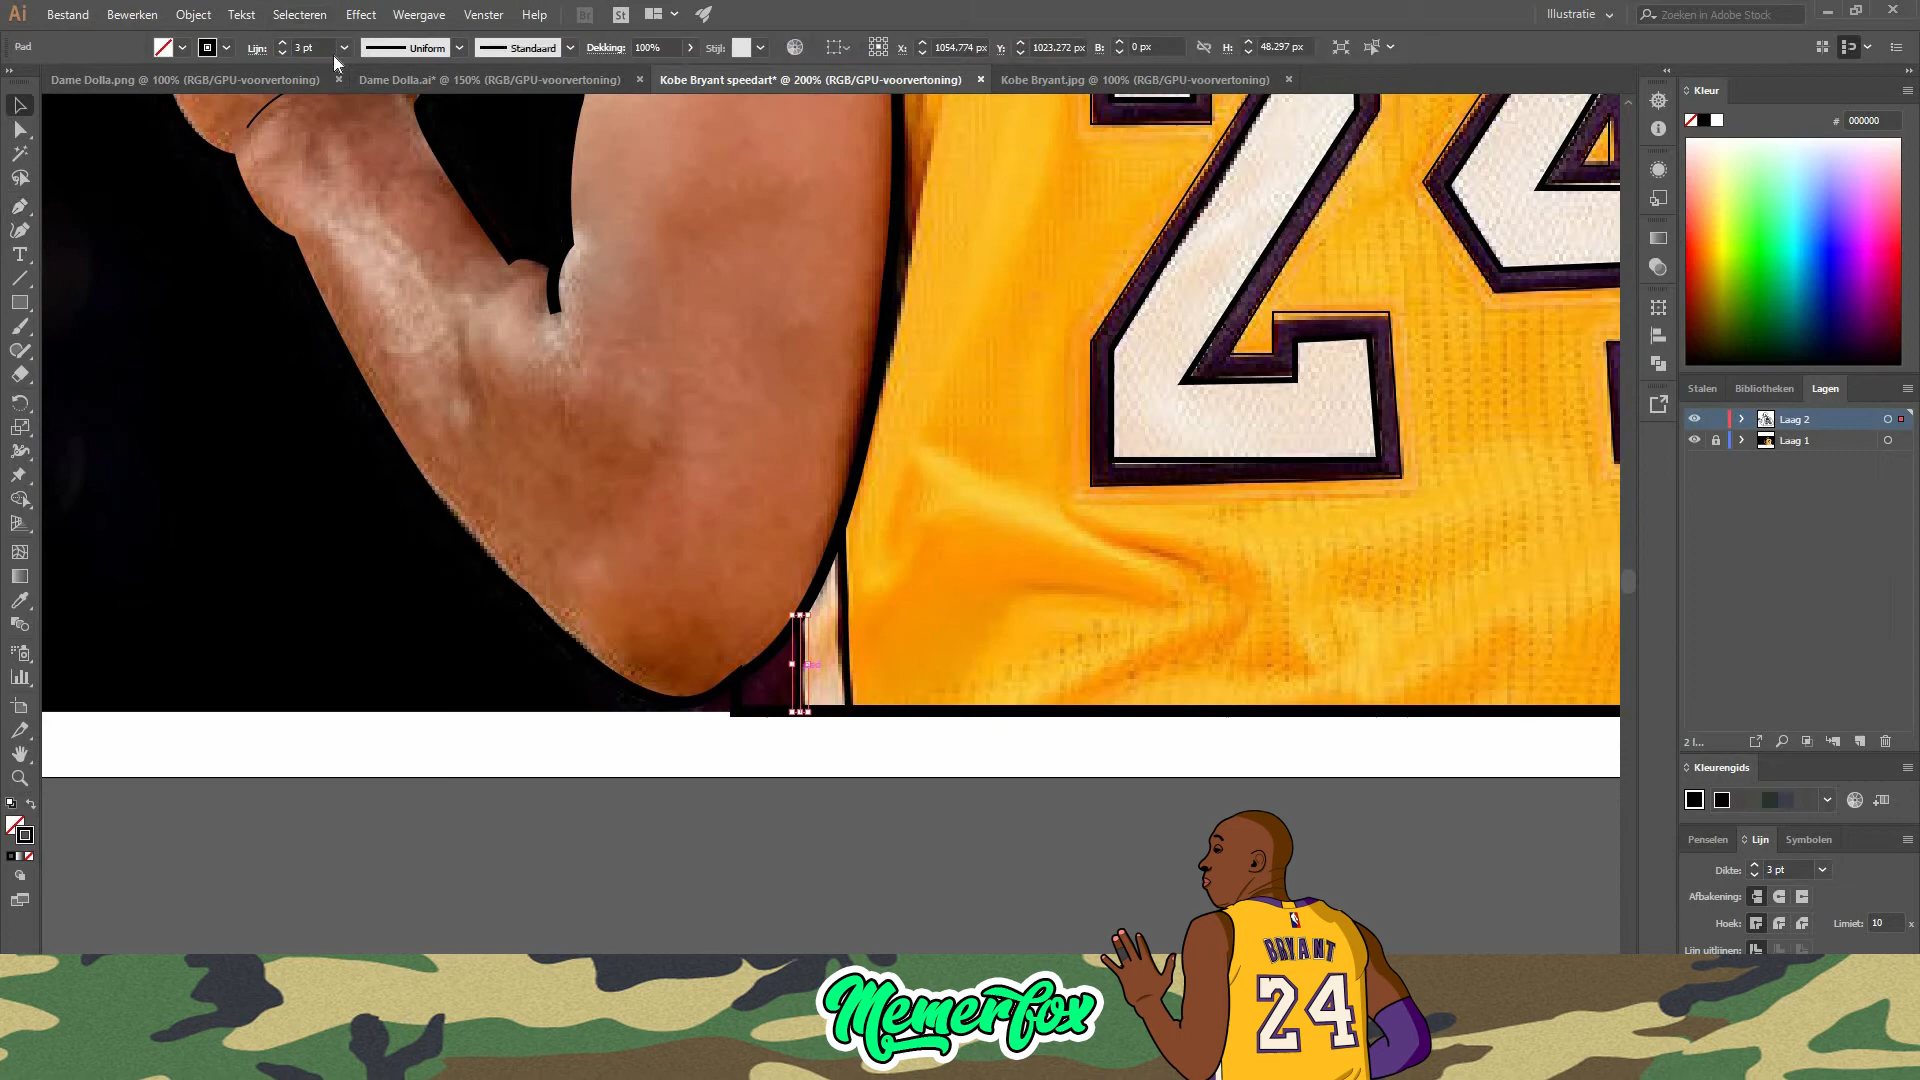 Ai Bestand Bewerken Object Tekst Selecteren Effect Weergave Venster Help Br St Illustratie Zoeken in Adobe Stock
Pad Lijn: 3 pt Uniform Standaard Dekking: 100% Stijl: X: 1054.774 px Y: 1023.272 px B: 0 px H: 48.297 px
Dame Dolla.png @ 100% (RGB/GPU-voorvertoning) Dame Dolla.ai* @ 150% (RGB/GPU-voorvertoning) Kobe Bryant speedart* @ 200% (RGB/GPU-voorvertoning) Kobe Bryant.jpg @ 100% (RGB/GPU-voorvertoning)
Kleur
# 000000
Stalen Bibliotheken Lagen
Laag 2
Laag 1
2 l...
Kleurengids
Penselen Lijn Symbolen
Dikte: 3 pt
Afbakening:
Hoek: Limiet: 10 x
Lijn uitlijnen:
Memerfox
BRYANT
24